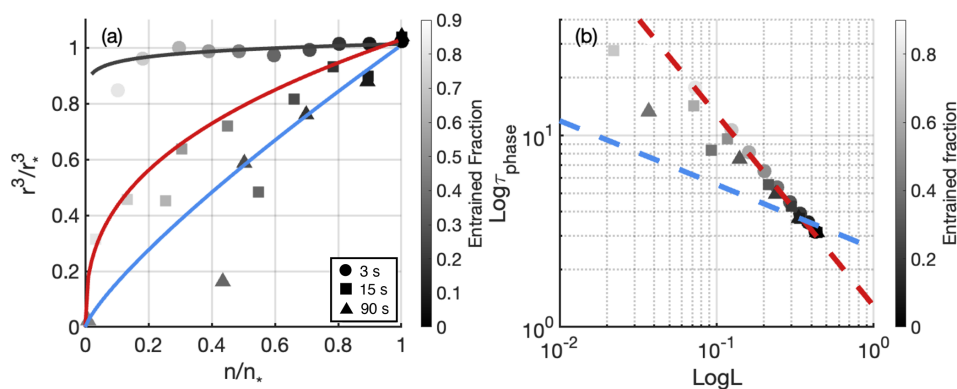 (a)
1
0.8
0.6
0.4
0.2
0
r³/r*³
0 0.2 0.4 0.6 0.8 1
n/n*
3 s
15 s
90 s
0.9
0.8
0.7
0.6
0.5
0.4
0.3
0.2
0.1
0
Entrained Fraction
(b)
10¹
10⁰
Logτphase
10⁻² 10⁻¹ 10⁰
LogL
0.8
0.6
0.4
0.2
0
Entrained fraction